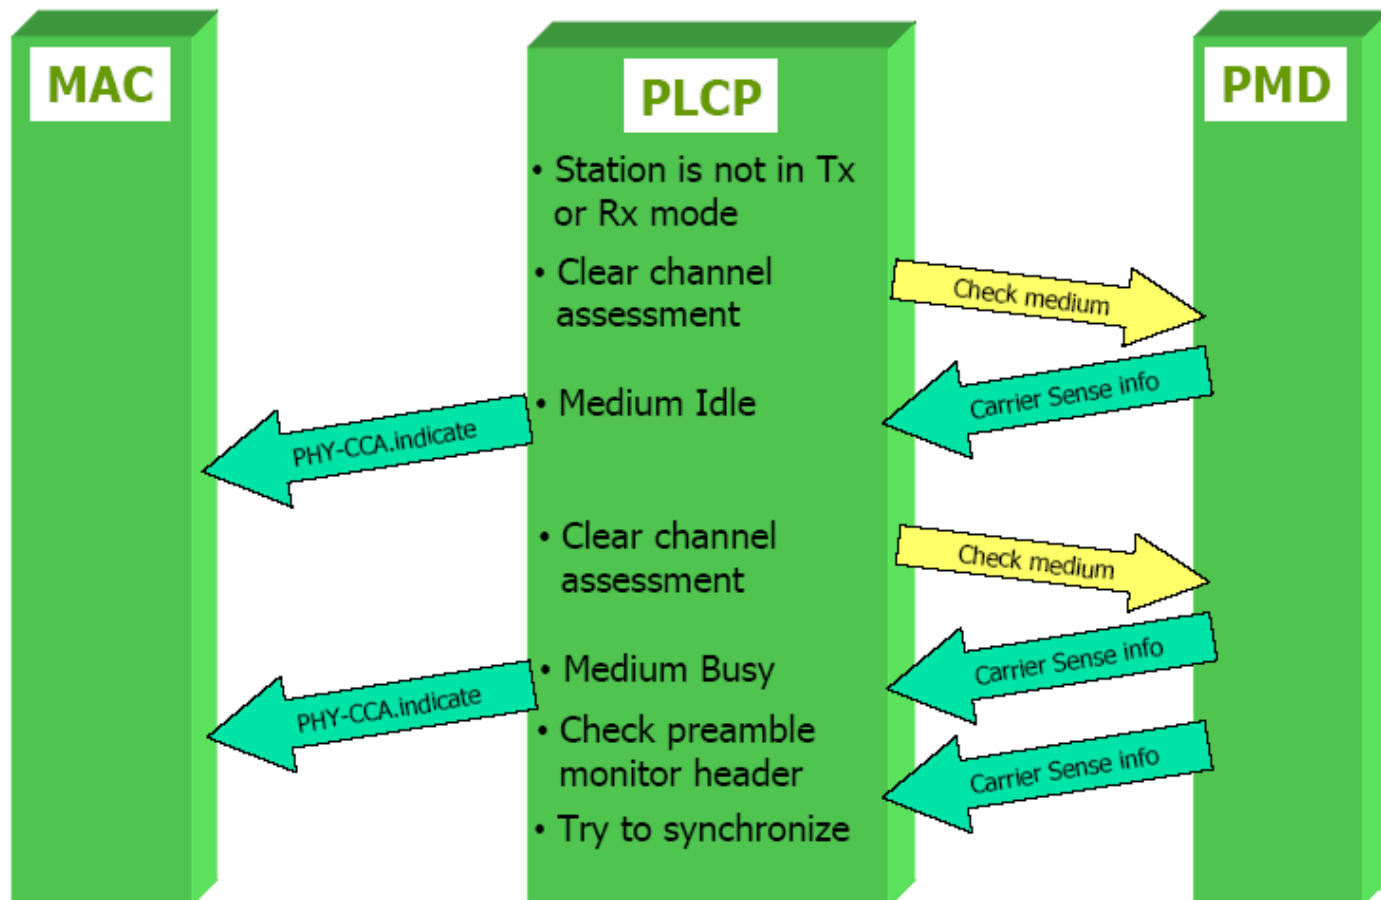 MAC
PLCP
PMD
• Station is not in Tx
or Rx mode
• Clear channel
assessment
Check medium
Carrier Sense info
• Medium Idle
PHY-CCA.indicate
• Clear channel
assessment
Check medium
Carrier Sense info
• Medium Busy
PHY-CCA.indicate
• Check preamble
monitor header
Carrier Sense info
• Try to synchronize